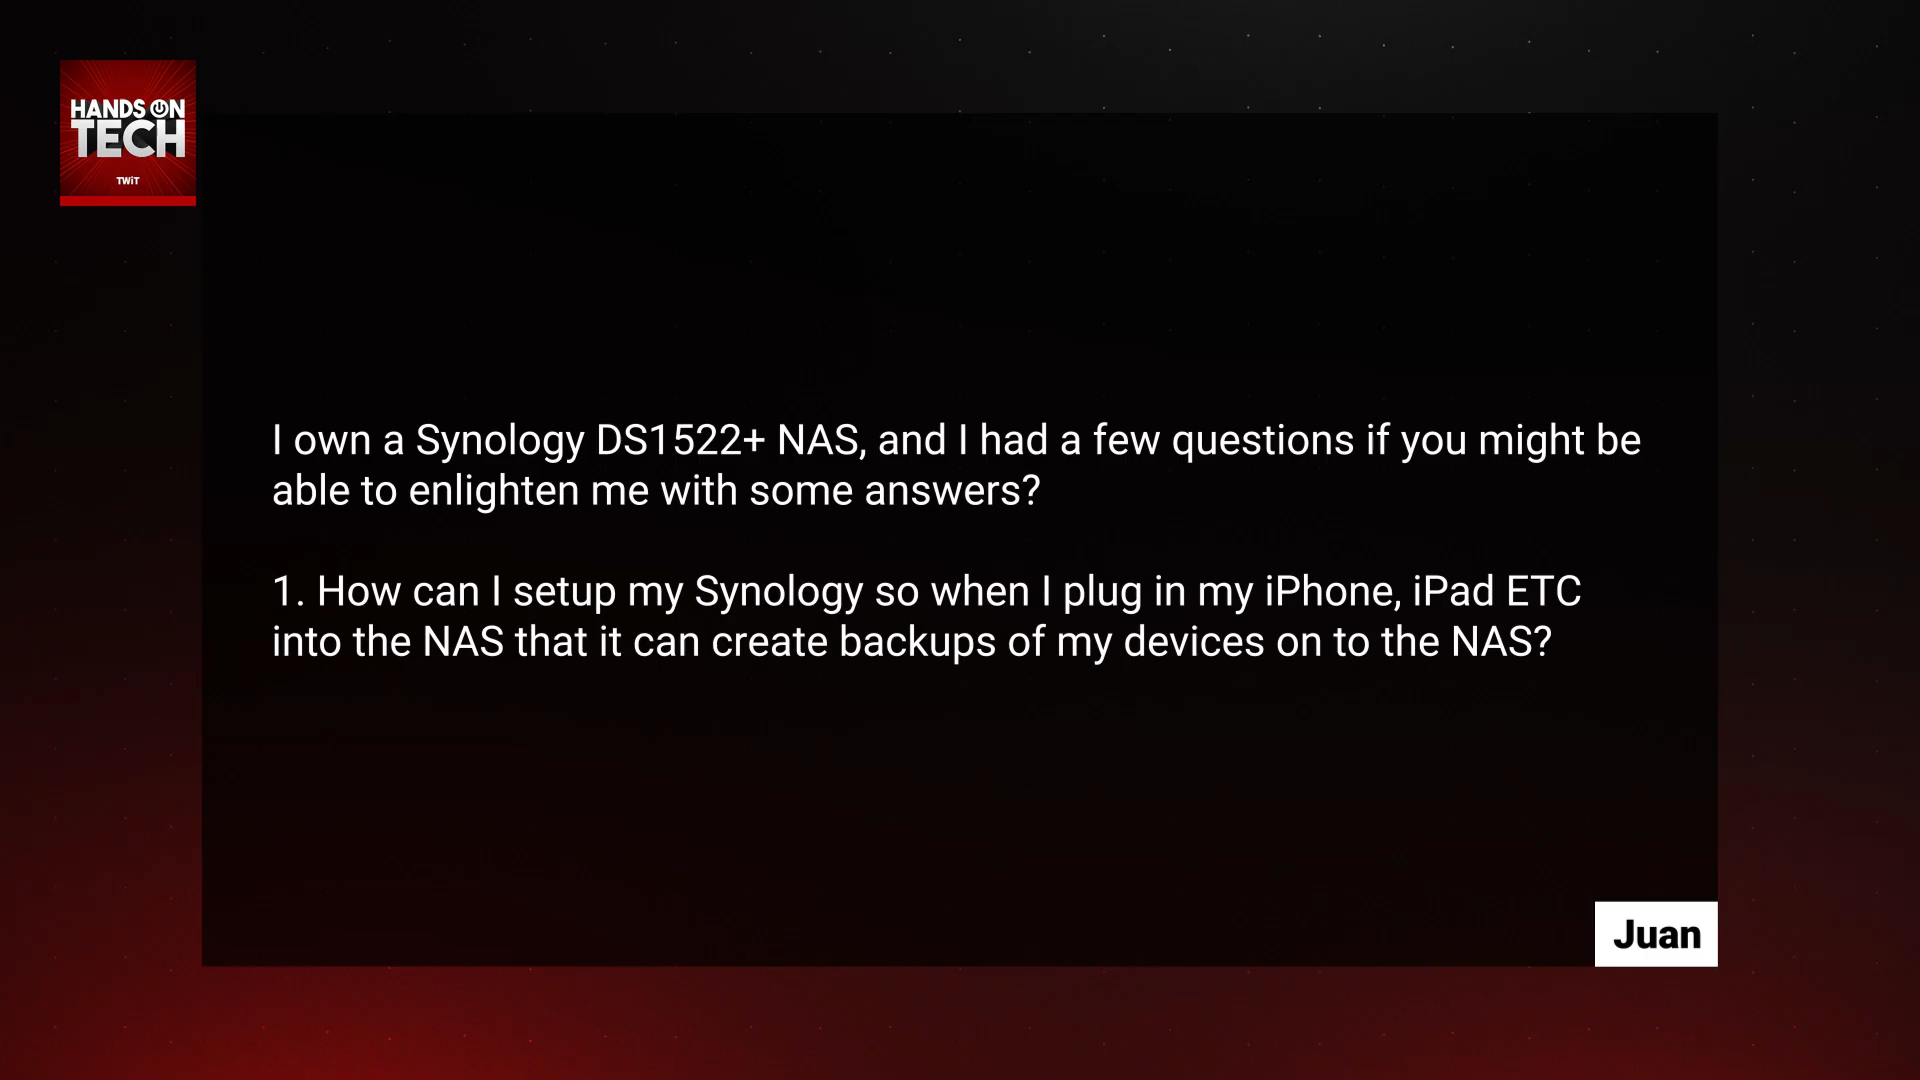 HANDS ON
TECH
TWiT
I own a Synology DS1522+ NAS, and I had a few questions if you might be
able to enlighten me with some answers?
1. How can I setup my Synology so when I plug in my iPhone, iPad ETC
into the NAS that it can create backups of my devices on to the NAS?
Juan